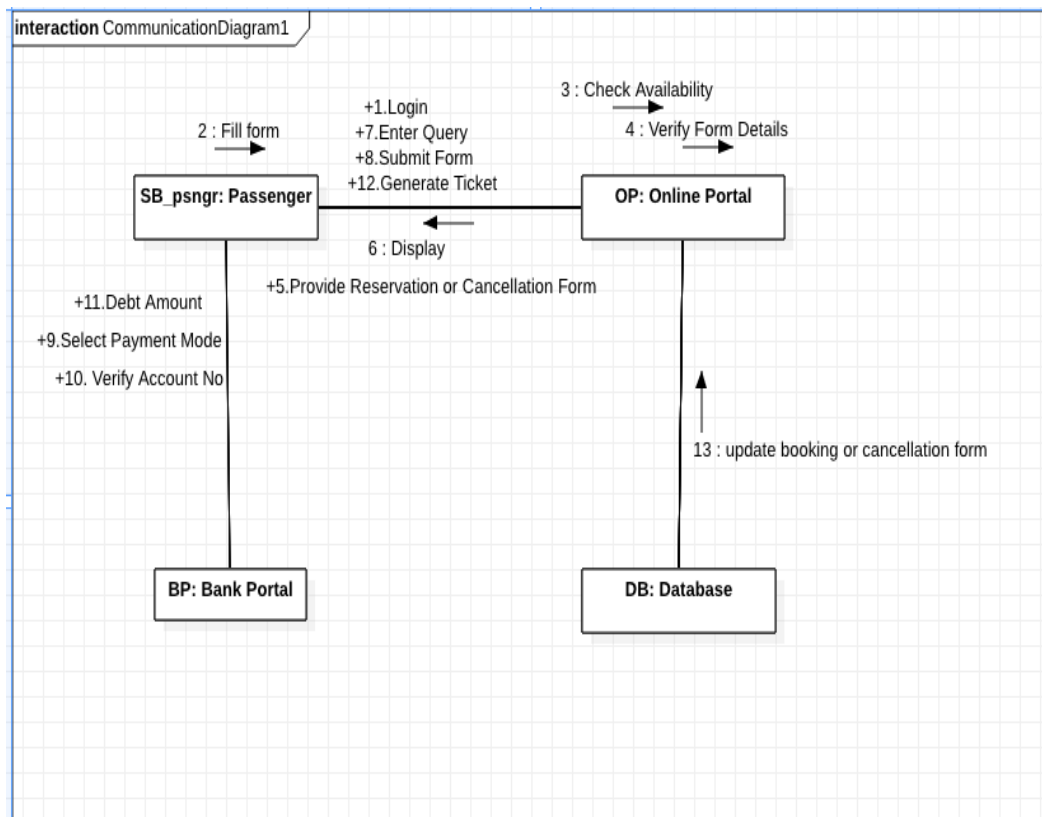 interaction CommunicationDiagram1
3 : Check Availability
+1.Login
2 : Fill form
+7.Enter Query
4 : Verify Form Details
+8.Submit Form
+12.Generate Ticket
SB_psngr: Passenger
OP: Online Portal
6 : Display
+5.Provide Reservation or Cancellation Form
+11.Debt Amount
+9.Select Payment Mode
+10. Verify Account No
13 : update booking or cancellation form
BP: Bank Portal
DB: Database